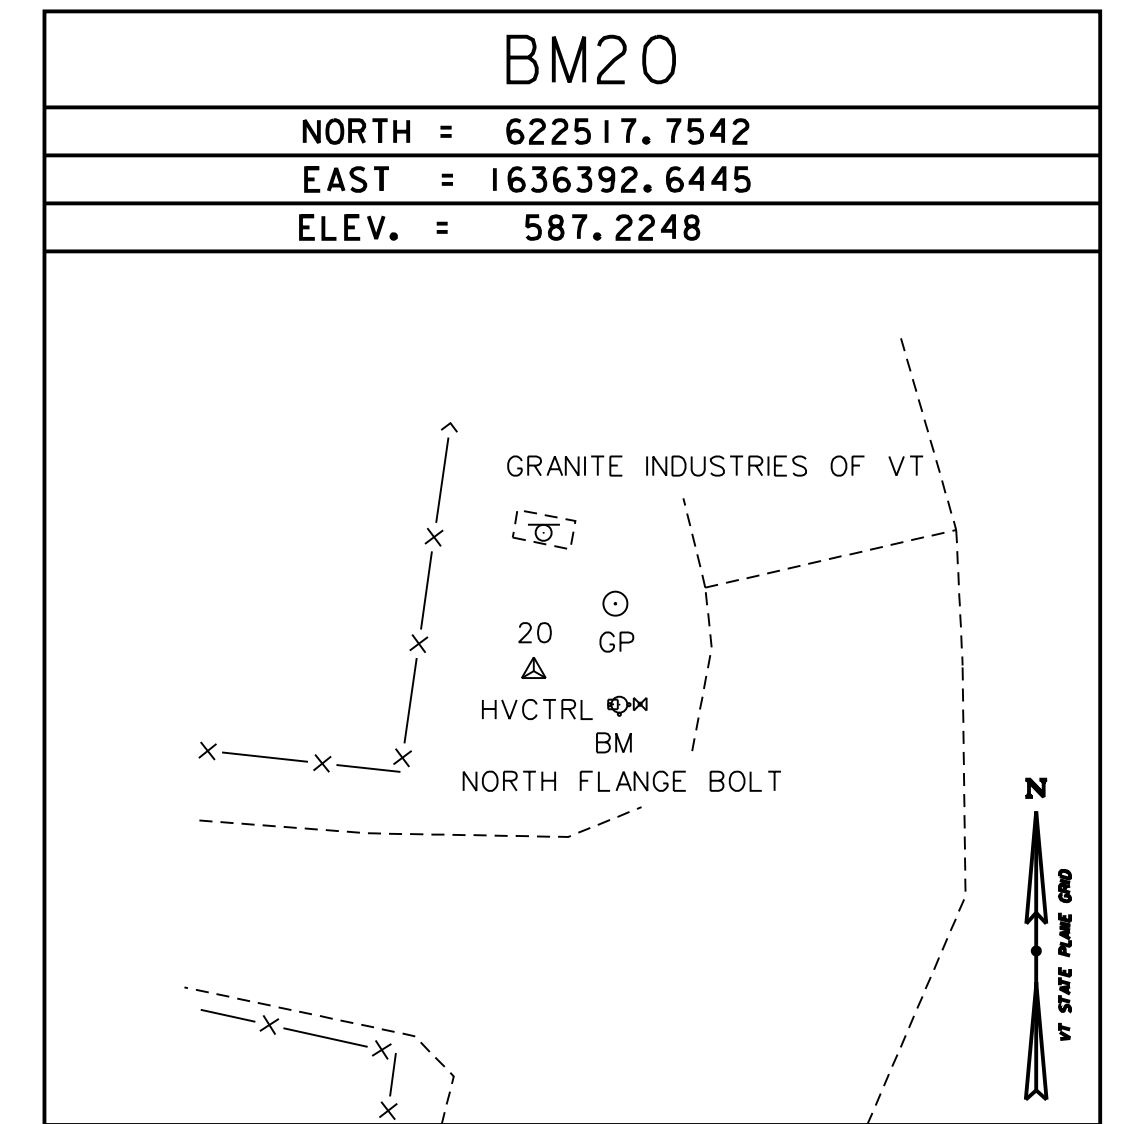 BM20
NORTH = 622517.7542
EAST = 1636392.6445
ELEV. = 587.2248
GRANITE INDUSTRIES OF VT
20
GP
HVCTRL
BM
NORTH FLANGE BOLT
N
VT STATE PLANE GRID